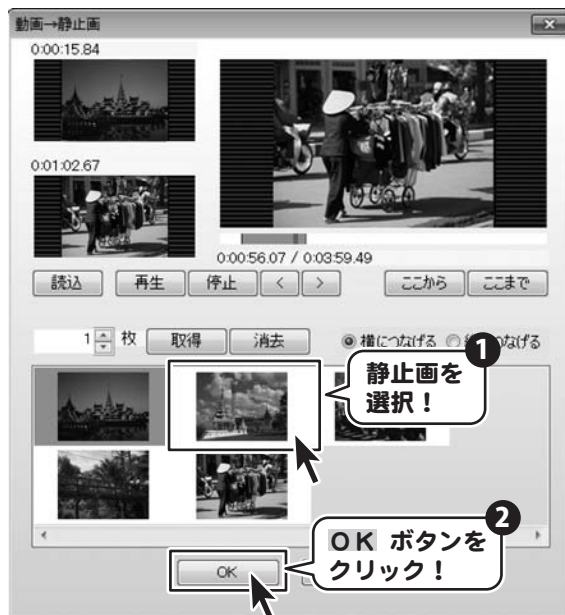 動画→静止画
0:00:15.84
0:01:02.67
0:00:56.07 / 0:03:59.49
読込 再生 停止 < > ここから ここまで
1 枚 取得 消去 横につなげる つなげる
1
静止画を
選択！
2
OK ボタンを
クリック！
OK